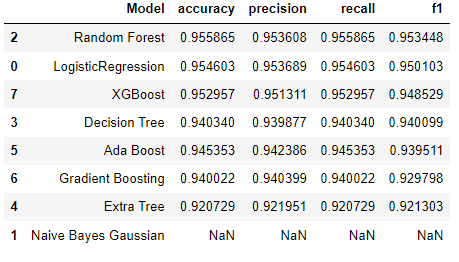 Model accuracy precision recall f1
2 Random Forest 0.955865 0.953608 0.955865 0.953448
0 LogisticRegression 0.954603 0.953689 0.954603 0.950103
7 XGBoost 0.952957 0.951311 0.952957 0.948529
3 Decision Tree 0.940340 0.939877 0.940340 0.940099
5 Ada Boost 0.945353 0.942386 0.945353 0.939511
6 Gradient Boosting 0.940022 0.940399 0.940022 0.929798
4 Extra Tree 0.920729 0.921951 0.920729 0.921303
1 Naive Bayes Gaussian NaN NaN NaN NaN